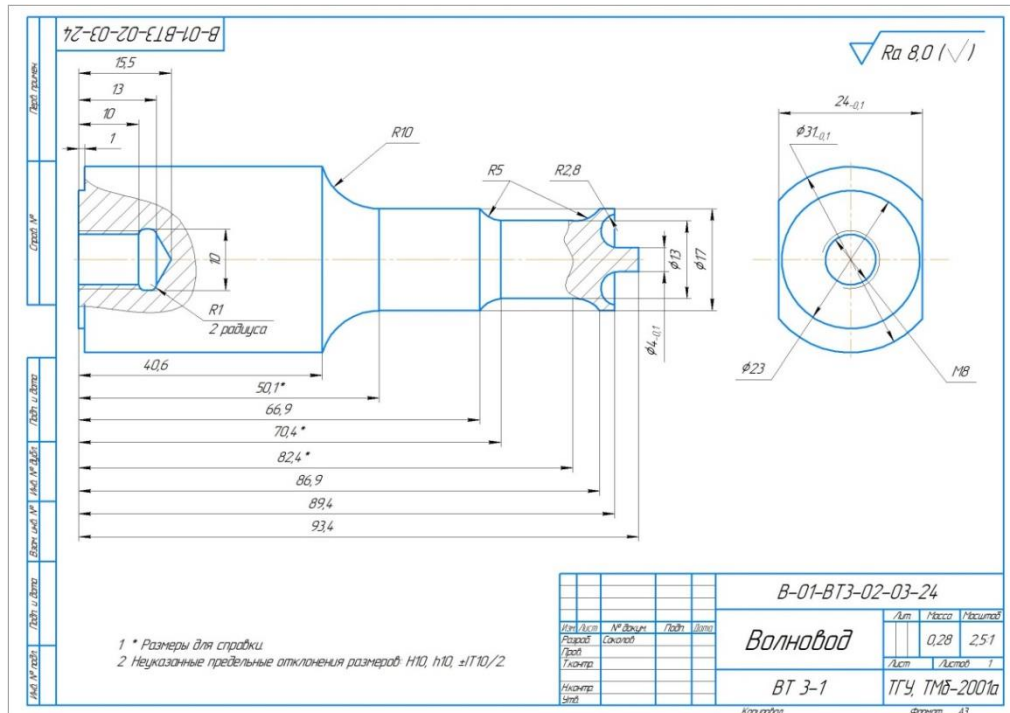 В-01-ВТ3-02-03-24
Перв. примен.
Справ. №
Подп. и дата
Инв. № дубл.
Взам. инв. №
Подп. и дата
Инв. № подл.
Ra 8,0 (√)
15,5
13
10
1
R10
R5
R2,8
10
R1
2 радиуса
⌀4-0,1
⌀13
⌀17
40,6
50,1*
66,9
70,4*
82,4*
86,9
89,4
93,4
24-0,1
⌀31-0,1
⌀23
М8
1 * Размеры для справки.
2 Неуказанные предельные отклонения размеров: Н10, h10, ±IT10/2.
В-01-ВТ3-02-03-24
Изм. Лист № докум. Подп. Дата
Разраб. Соколов
Пров.
Т.контр.
Н.контр.
Утв.
Волновод
Лит. Масса Масштаб
0,28 2,5:1
Лист Листов 1
ВТ 3-1
ТГУ, ТМб-2001а
Копировал Формат А3